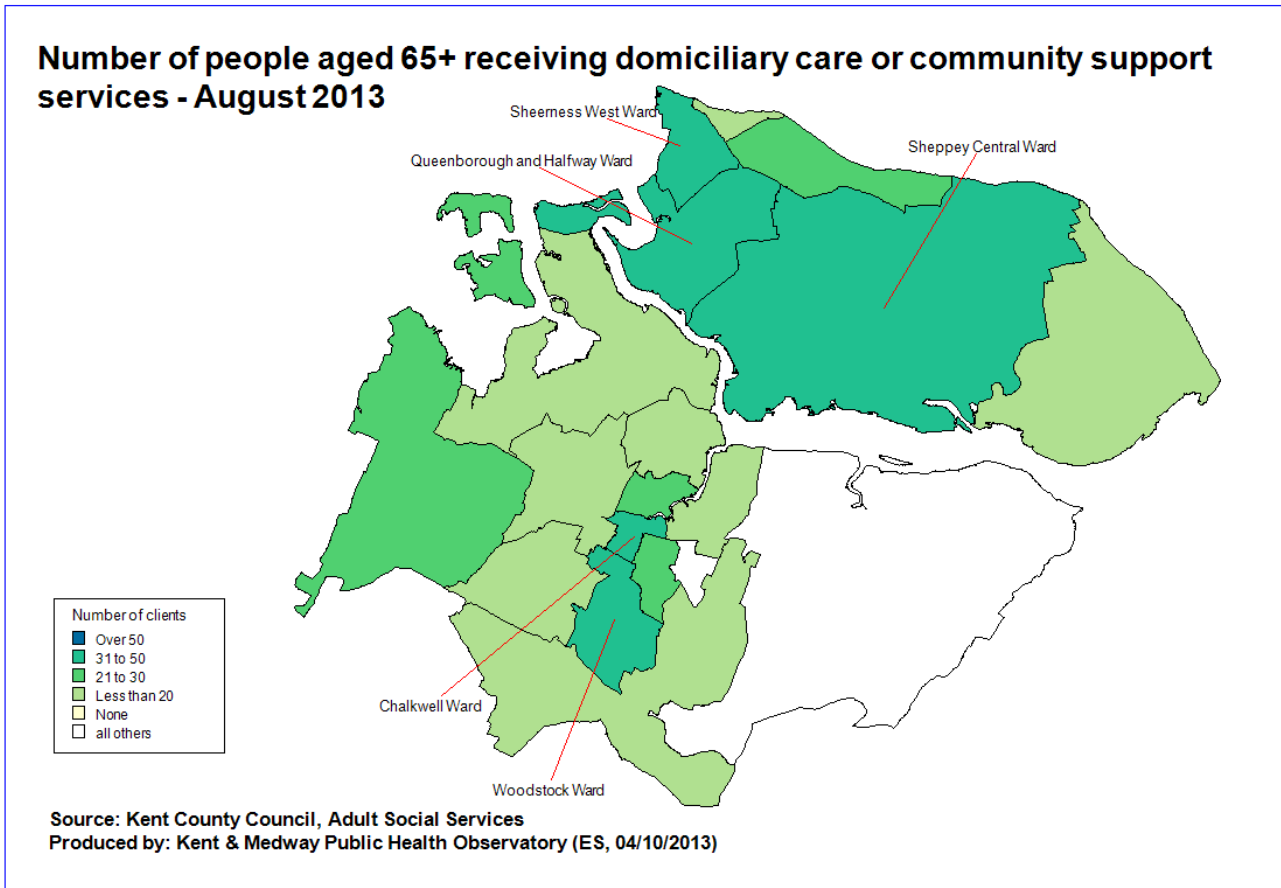 Number of people aged 65+ receiving domiciliary care or community support
services - August 2013
Sheerness West Ward
Queenborough and Halfway Ward
Sheppey Central Ward
Number of clients
Over 50
31 to 50
21 to 30
Less than 20
None
all others
Chalkwell Ward
Woodstock Ward
Source: Kent County Council, Adult Social Services
Produced by: Kent & Medway Public Health Observatory (ES, 04/10/2013)